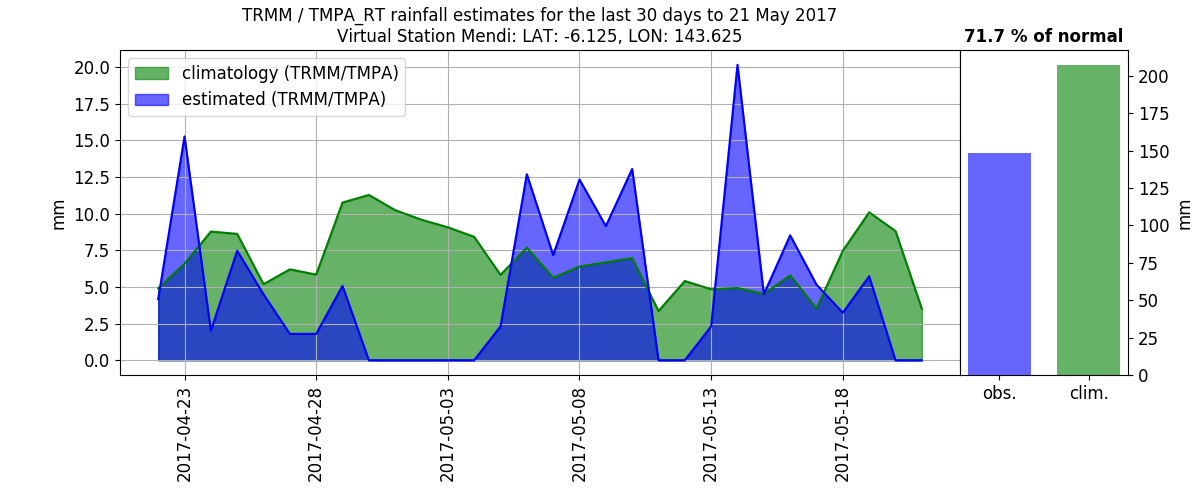 TRMM / TMPA_RT rainfall estimates for the last 30 days to 21 May 2017
Virtual Station Mendi: LAT: -6.125, LON: 143.625
71.7 % of normal
climatology (TRMM/TMPA)
estimated (TRMM/TMPA)
mm
20.0
17.5
15.0
12.5
10.0
7.5
5.0
2.5
0.0
2017-04-23
2017-04-28
2017-05-03
2017-05-08
2017-05-13
2017-05-18
200
175
150
125
100
75
50
25
0
mm
obs.
clim.